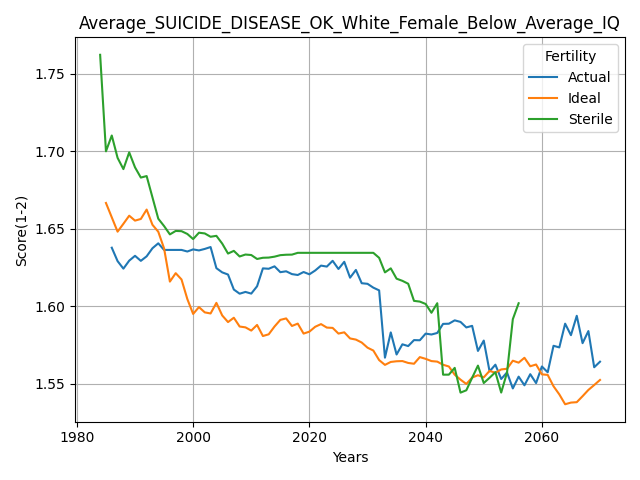 Average_SUICIDE_DISEASE_OK_White_Female_Below_Average_IQ
Fertility
Actual
Ideal
Sterile
Score(1-2)
1.75
1.70
1.65
1.60
1.55
1980
2000
2020
2040
2060
Years